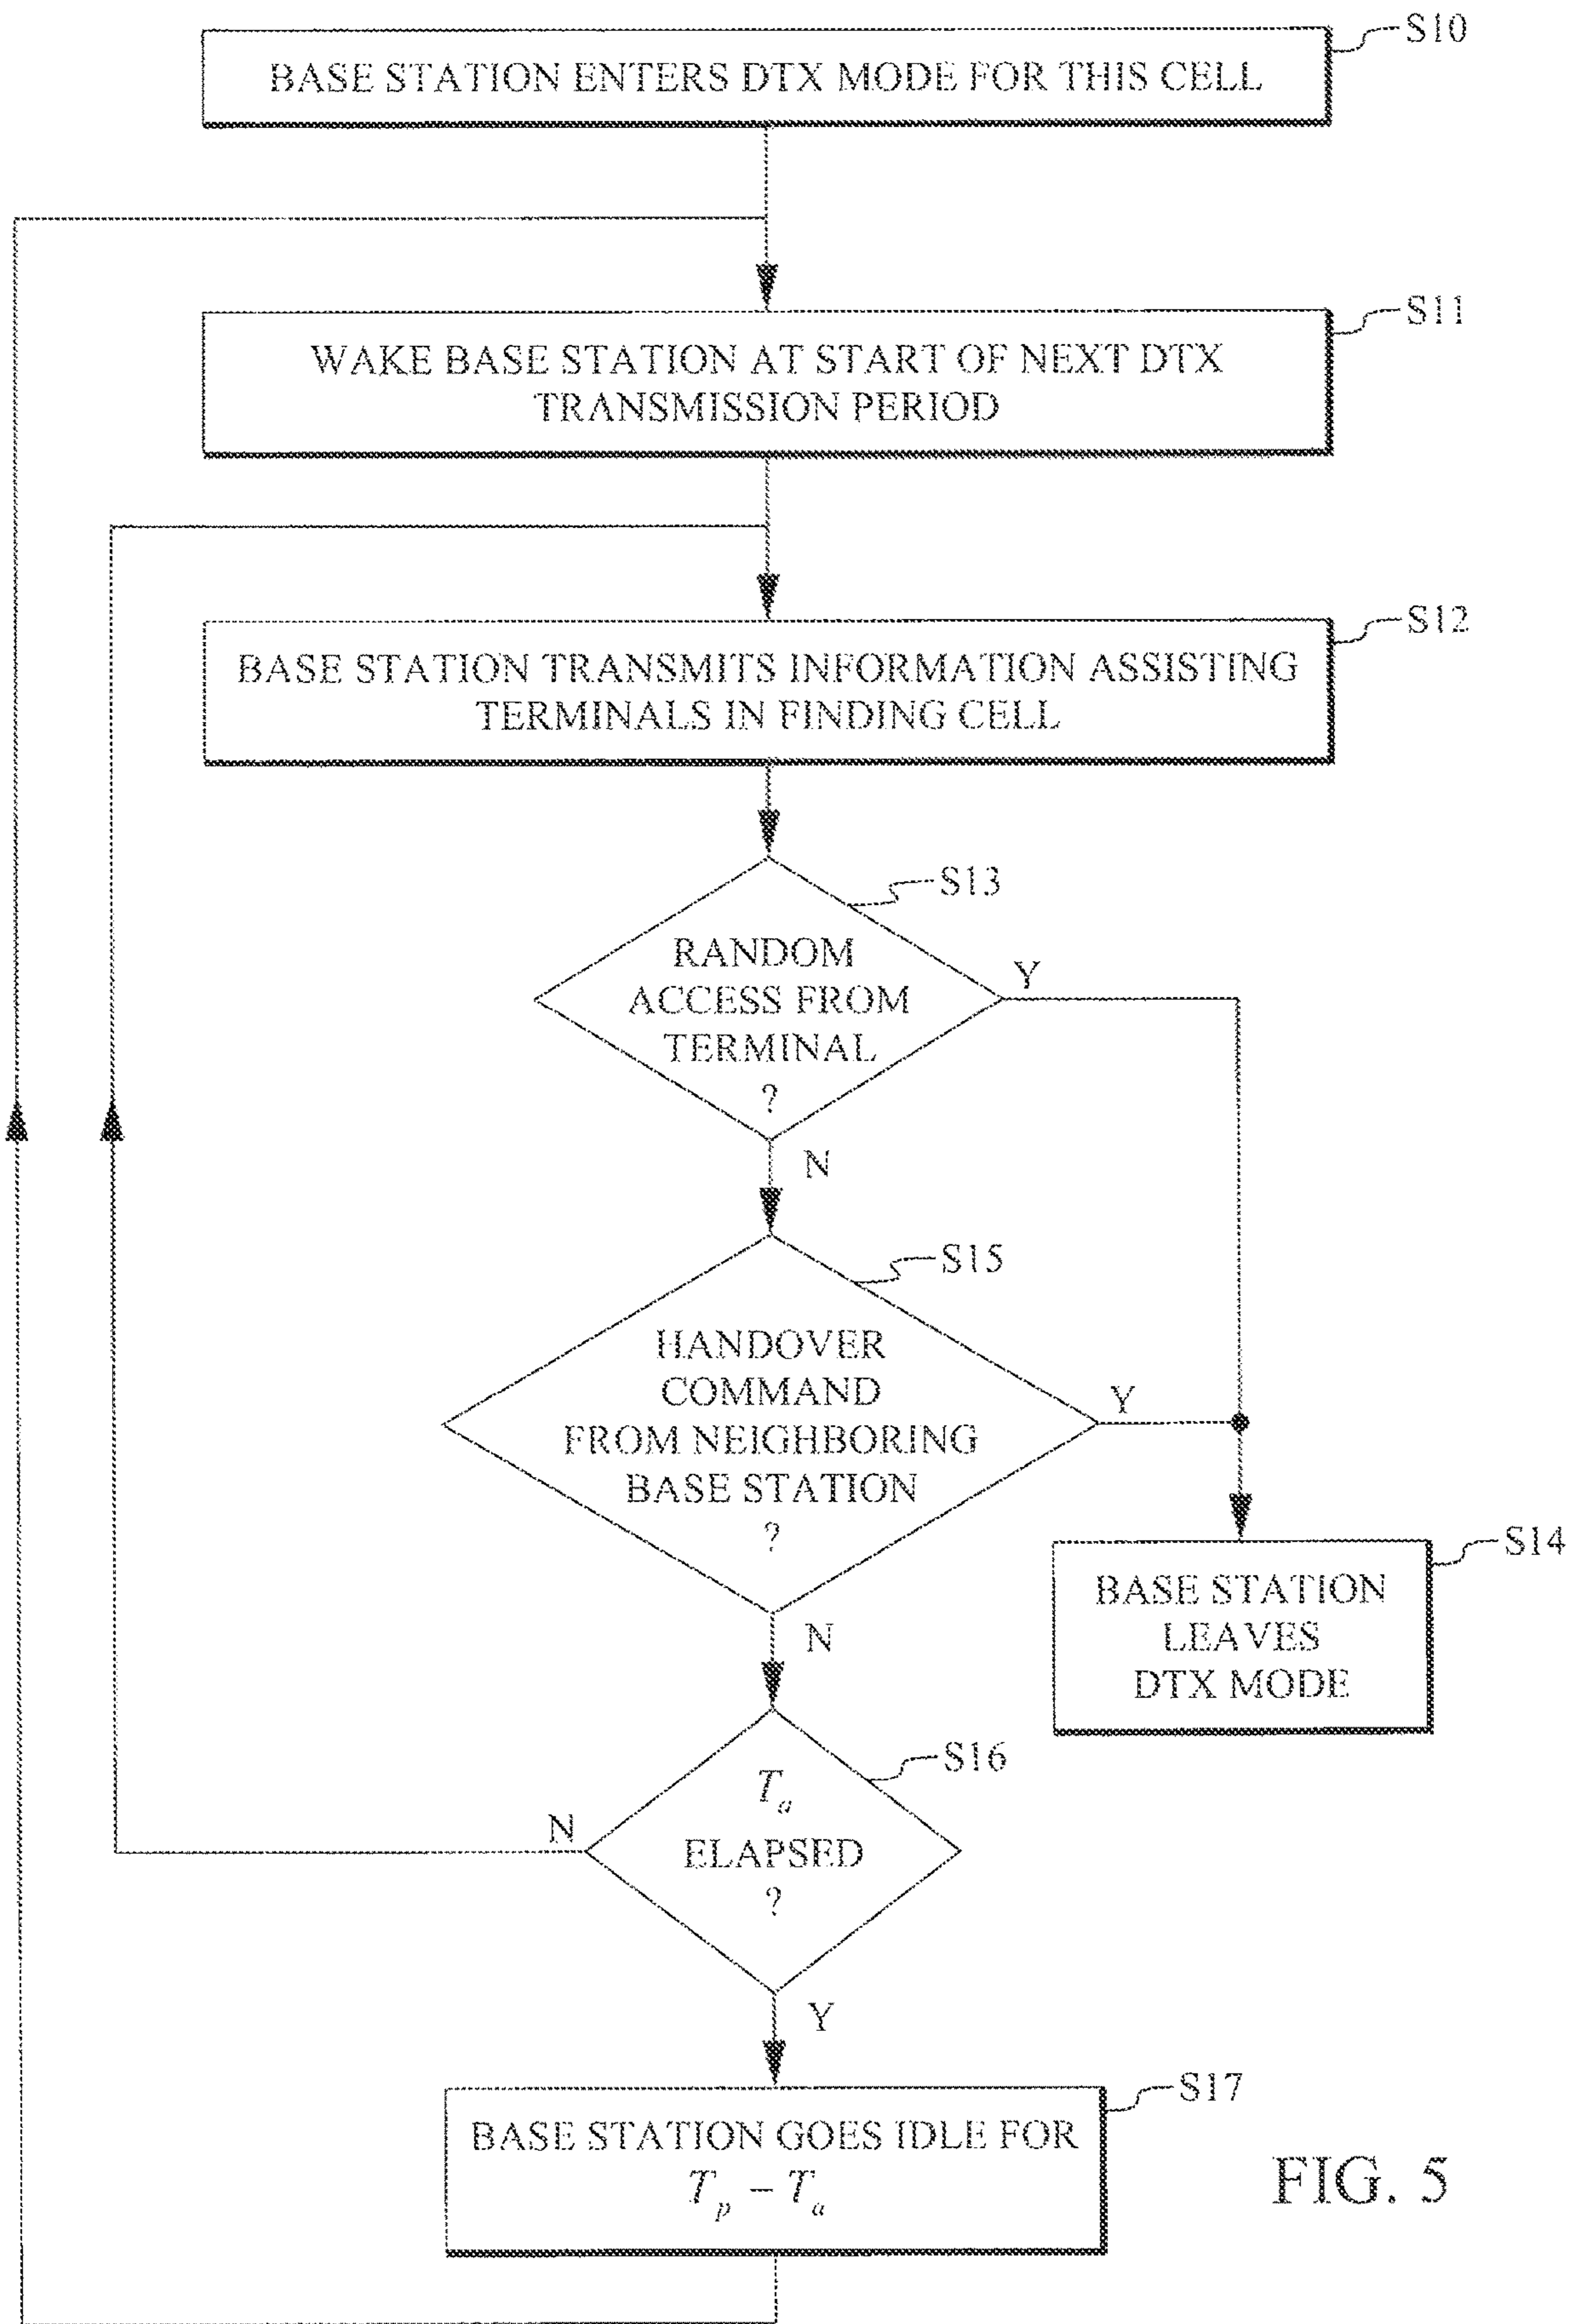 S10
BASE STATION ENTERS DTX MODE FOR THIS CELL
S11
WAKE BASE STATION AT START OF NEXT DTX
TRANSMISSION PERIOD
S12
BASE STATION TRANSMITS INFORMATION ASSISTING
TERMINALS IN FINDING CELL
S13
RANDOM
ACCESS FROM
TERMINAL
?
Y
N
S15
HANDOVER
COMMAND
FROM NEIGHBORING
BASE STATION
?
Y
N
S14
BASE STATION
LEAVES
DTX MODE
S16
T_a
ELAPSED
?
N
Y
S17
BASE STATION GOES IDLE FOR
T_p – T_a
FIG. 5